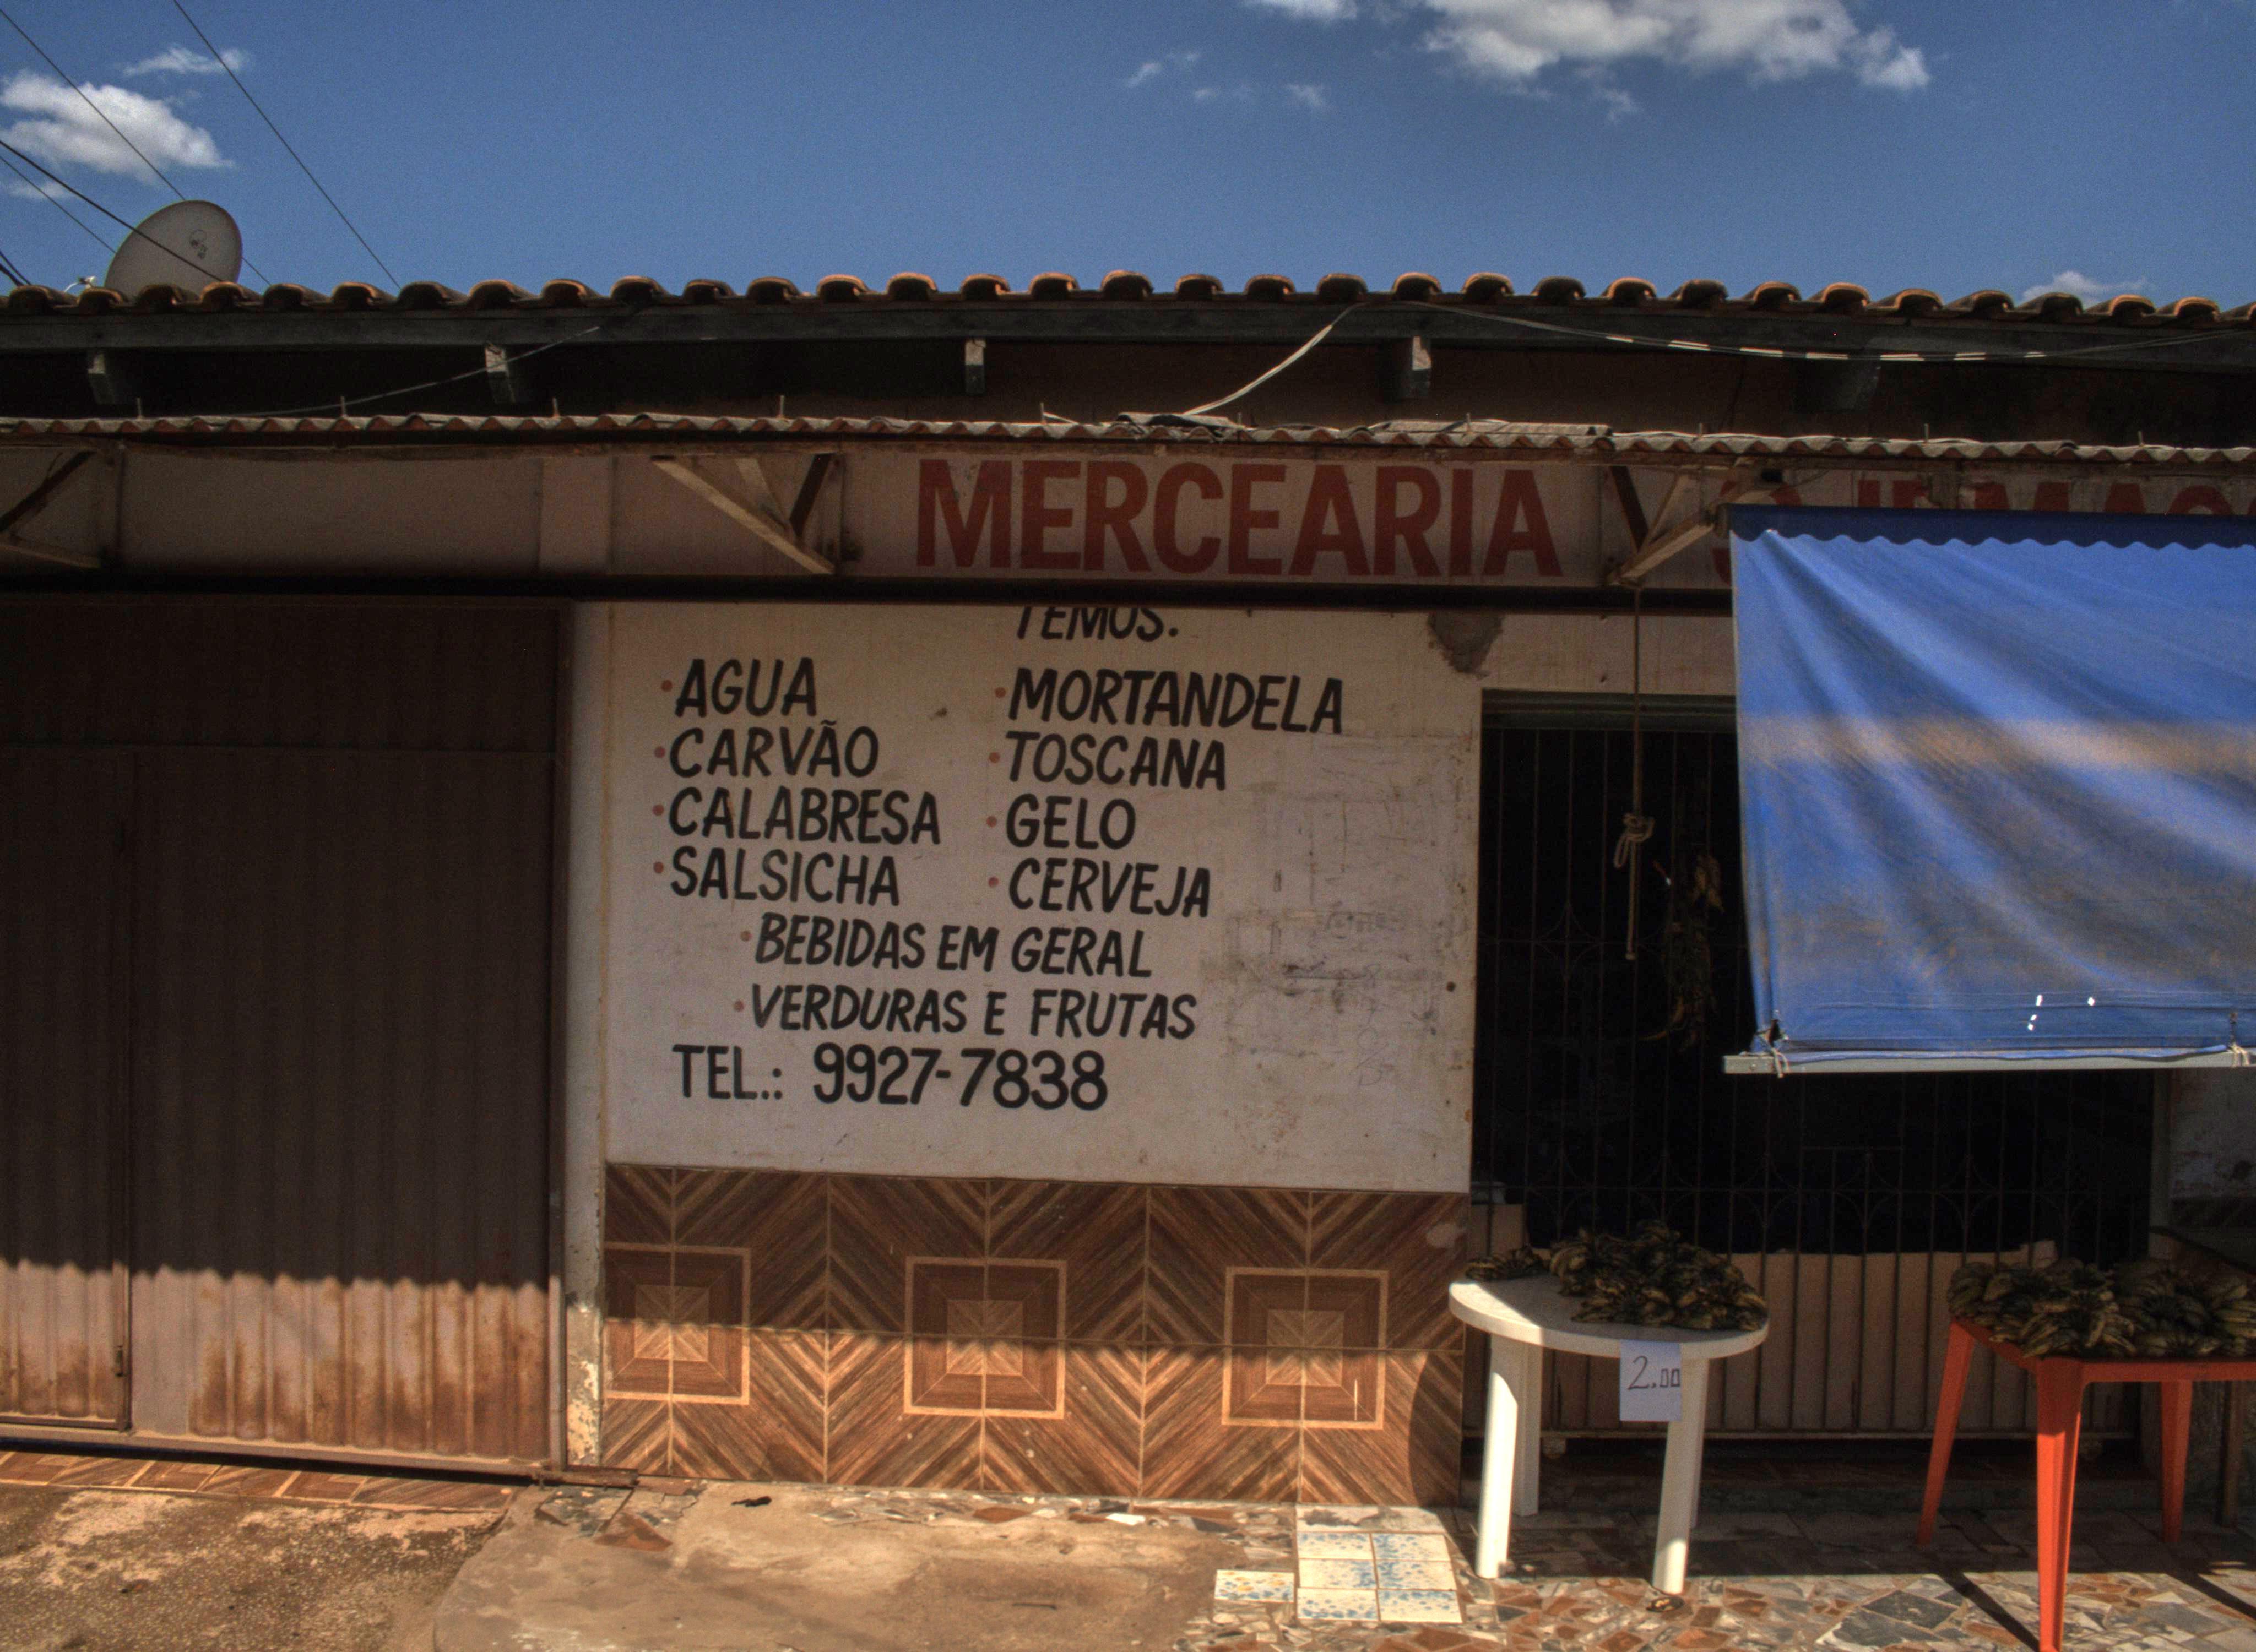 MERCEARIA
TEMOS:
AGUA
CARVÃO
CALABRESA
SALSICHA
MORTANDELA
TOSCANA
GELO
CERVEJA
BEBIDAS EM GERAL
VERDURAS E FRUTAS
TEL.: 9927-7838
2.00